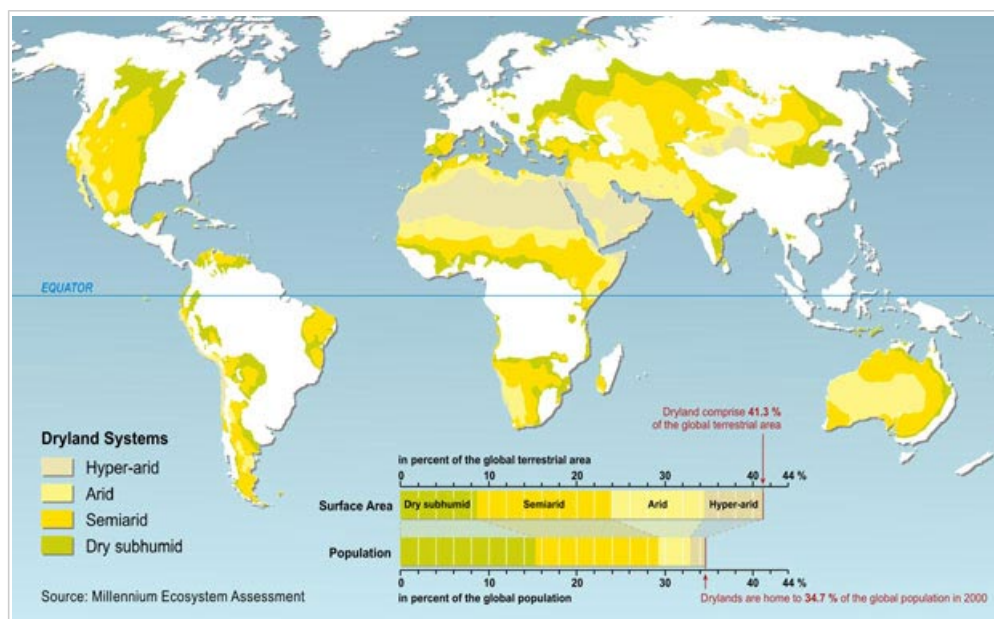 EQUATOR
Dryland Systems
Hyper-arid
Arid
Semiarid
Dry subhumid
Source: Millennium Ecosystem Assessment
Dryland comprise 41.3 %
of the global terrestrial area
in percent of the global terrestrial area
0 10 20 30 40 44 %
Surface Area Dry subhumid Semiarid Arid Hyper-arid
Population
0 10 20 30 40 44 %
in percent of the global population
Drylands are home to 34.7 % of the global population in 2000